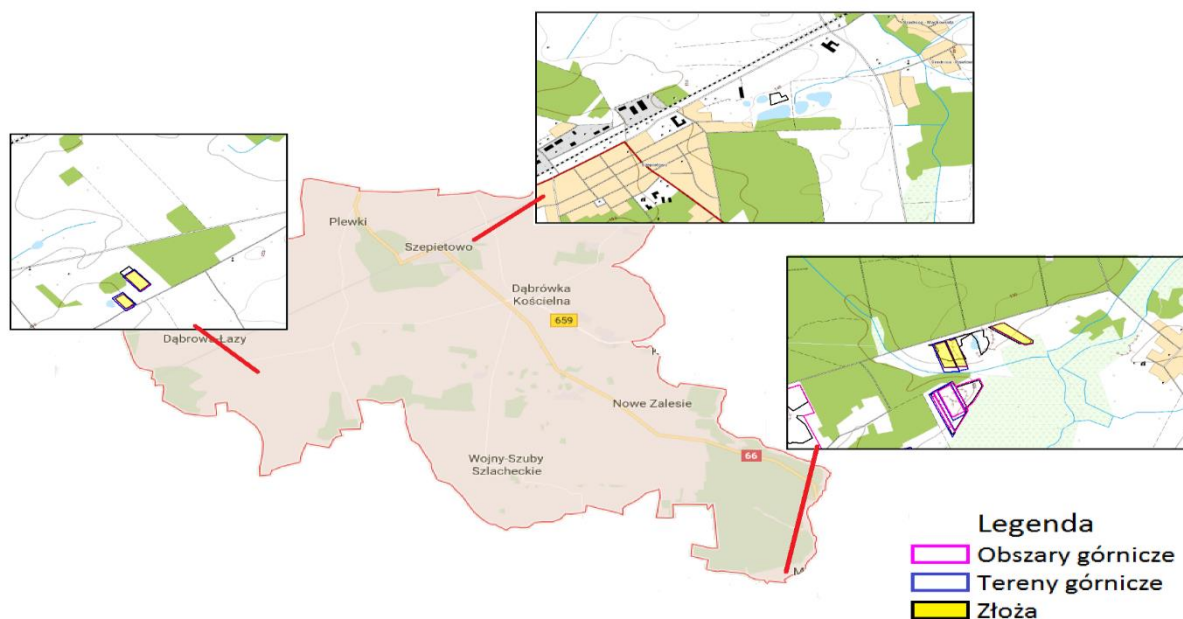 Plewki
Szepietowo
Dąbrówka
Kościelna
659
Dąbrowa-Łazy
Nowe Zalesie
Wojny-Szuby
Szlacheckie
66
M
Legenda
Obszary górnicze
Tereny górnicze
Złoża